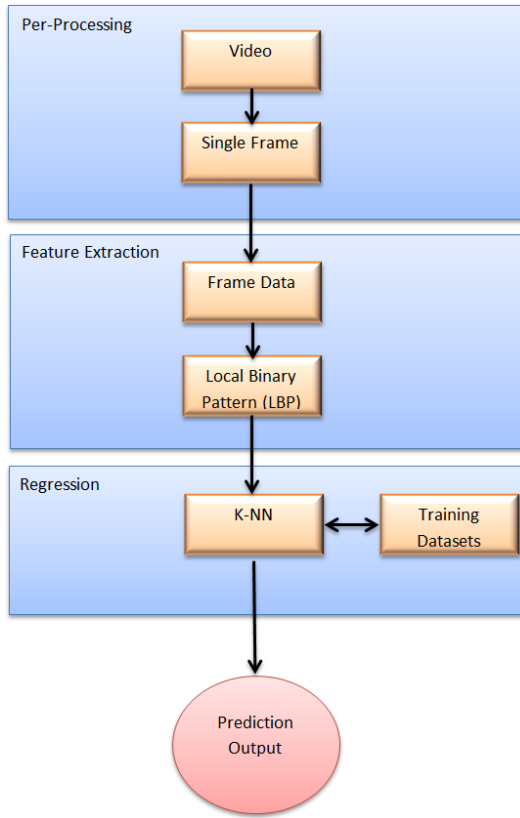 Per-Processing
Video
Single Frame
Feature Extraction
Frame Data
Local Binary
Pattern (LBP)
Regression
K-NN
Training
Datasets
Prediction
Output